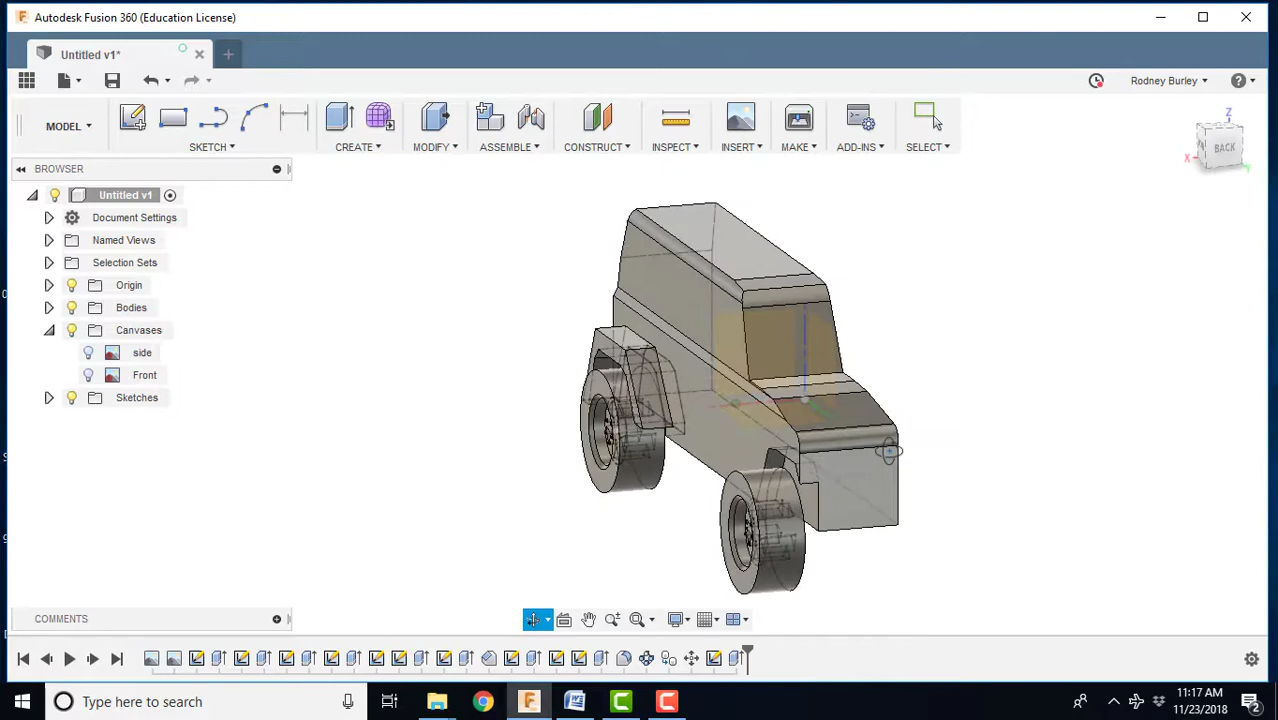 Autodesk Fusion 360 (Education License)
Untitled v1*
Rodney Burley
MODEL
SKETCH
CREATE
MODIFY
ASSEMBLE
CONSTRUCT
INSPECT
INSERT
MAKE
ADD-INS
SELECT
Z
BACK
X
Y
BROWSER
Untitled v1
Document Settings
Named Views
Selection Sets
Origin
Bodies
Canvases
side
Front
Sketches
COMMENTS
Type here to search
11:17 AM
11/23/2018
2